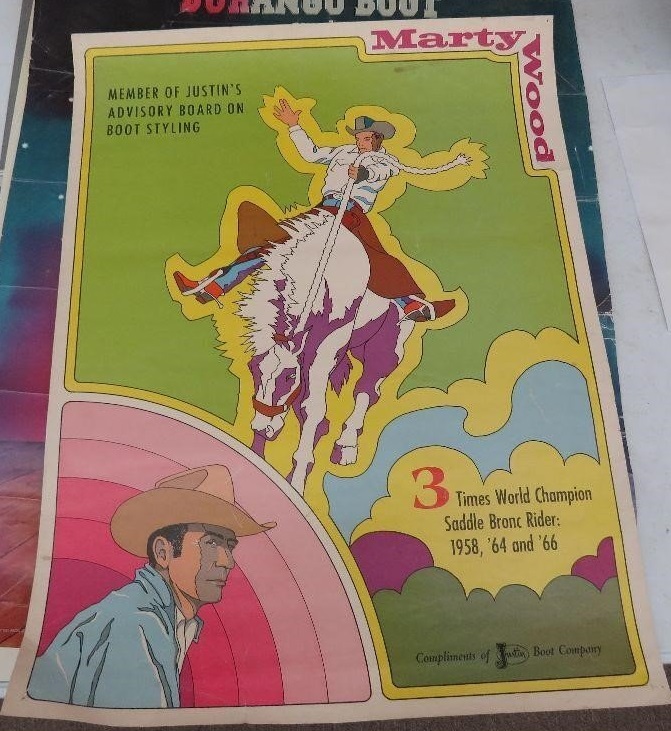 DURANGO BOOT
Marty
Wood
MEMBER OF JUSTIN'S
ADVISORY BOARD ON
BOOT STYLING
3 Times World Champion
Saddle Bronc Rider:
1958, '64 and '66
Compliments of Justin Boot Company